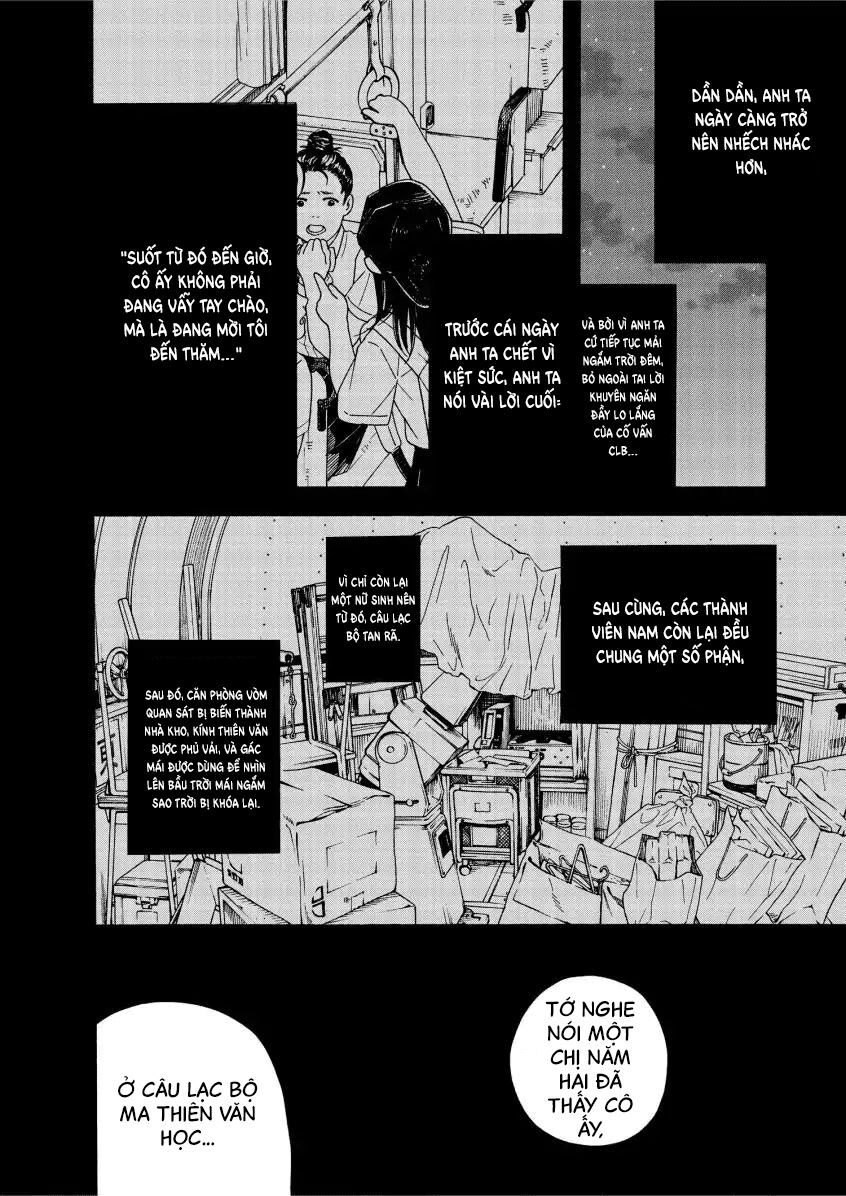 DẦN DẦN, ANH TA
NGÀY CÀNG TRỞ
NÊN NHẾCH NHÁC
HƠN,
VÀ BỞI VÌ ANH TA
CỨ TIẾP TỤC MẢI
NGẮM TRỜI ĐÊM,
BỎ NGOÀI TAI LỜI
KHUYÊN NGĂN
ĐẦY LO LẮNG
CỦA CỐ VẤN
CLB...
TRƯỚC CÁI NGÀY
ANH TA CHẾT VÌ
KIỆT SỨC, ANH TA
NÓI VÀI LỜI CUỐI:
"SUỐT TỪ ĐÓ ĐẾN GIỜ,
CÔ ẤY KHÔNG PHẢI
ĐANG VẪY TAY CHÀO,
MÀ LÀ ĐANG MỜI TÔI
ĐẾN THĂM..."
SAU CÙNG, CÁC THÀNH
VIÊN NAM CÒN LẠI ĐỀU
CHUNG MỘT SỐ PHẬN,
VÌ CHỈ CÒN LẠI
MỘT NỮ SINH NÊN
TỪ ĐÓ, CÂU LẠC
BỘ TAN RÃ.
SAU ĐÓ, CĂN PHÒNG VÒM
QUAN SÁT BỊ BIẾN THÀNH
NHÀ KHO, KÍNH THIÊN VĂN
ĐƯỢC PHỦ VẢI, VÀ GÁC
MÁI ĐƯỢC DÙNG ĐỂ NHÌN
LÊN BẦU TRỜI MÁI NGẮM
SAO TRỜI BỊ KHÓA LẠI.
TỚ NGHE
NÓI MỘT
CHỊ NĂM
HAI ĐÃ
THẤY CÔ
ẤY,
Ở CÂU LẠC BỘ
MA THIÊN VĂN
HỌC...